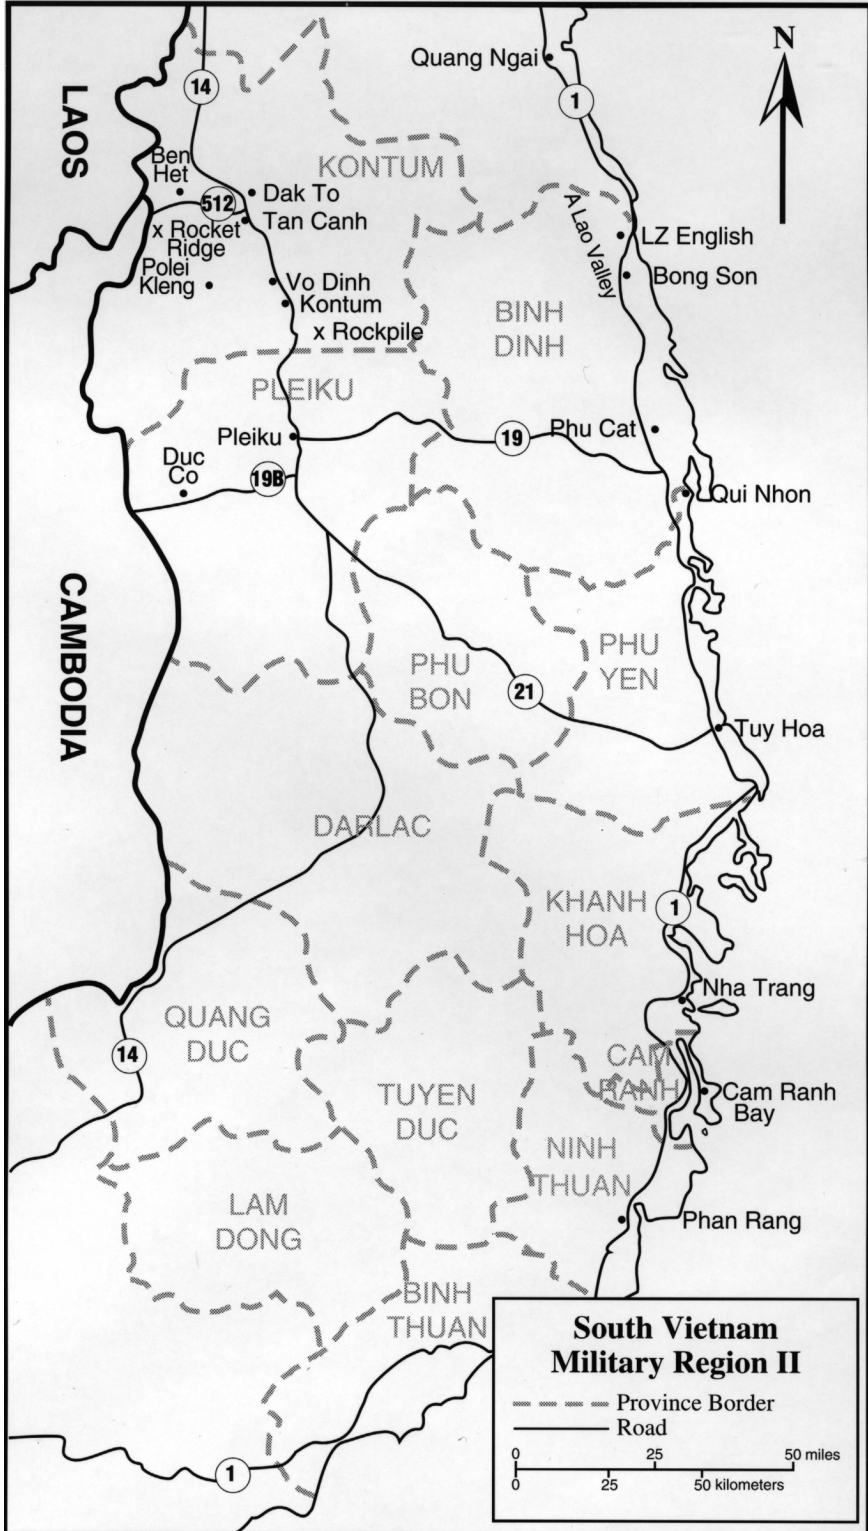 Quang Ngai
N
14
1
LAOS
Ben
Het
KONTUM
512
Dak To
Tan Canh
x Rocket
Ridge
A Lao Valley
LZ English
Polei
Kleng
Vo Dinh
Bong Son
Kontum
x Rockpile
BINH
DINH
PLEIKU
Pleiku
19
Phu Cat
Duc
Co
19B
Qui Nhon
CAMBODIA
PHU
BON
PHU
YEN
21
Tuy Hoa
DARLAC
KHANH
HOA
1
Nha Trang
QUANG
DUC
14
CAM
RANH
Cam Ranh
Bay
TUYEN
DUC
NINH
THUAN
LAM
DONG
Phan Rang
BINH
THUAN
1
South Vietnam
Military Region II
Province Border
Road
0 25 50 miles
0 25 50 kilometers